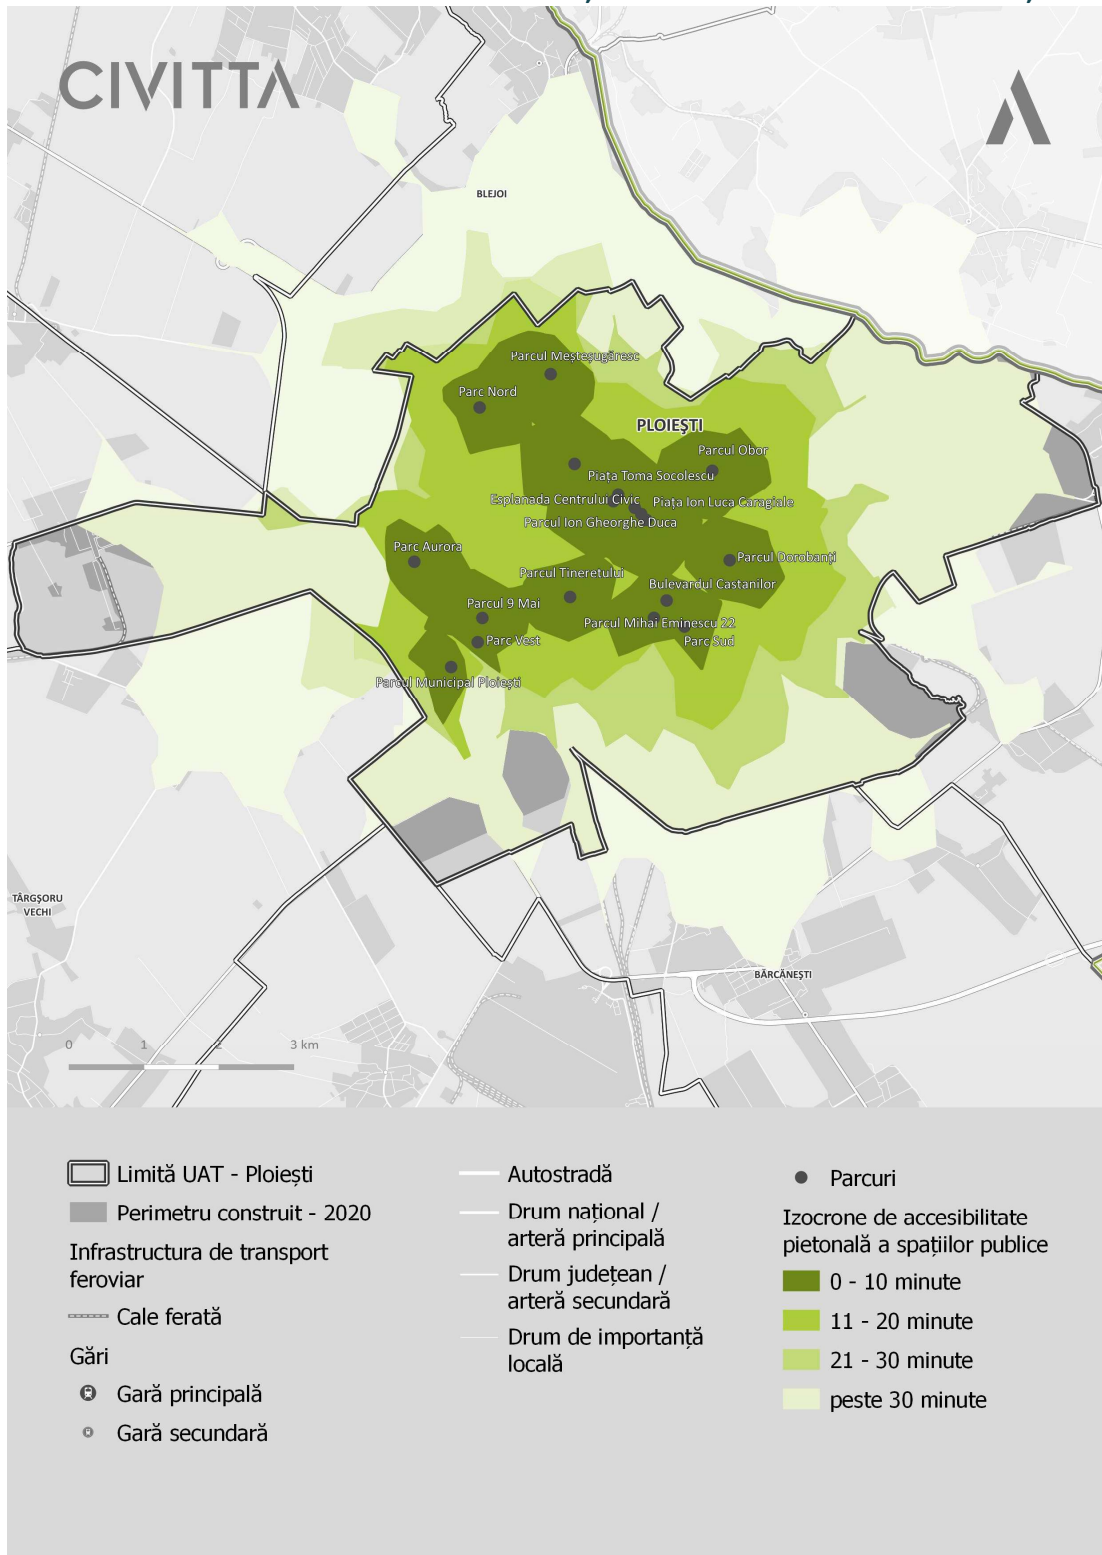 CIVITTA
BLEJOI
Parcul Meșteșugăresc
Parc Nord
PLOIEȘTI
Parcul Obor
Piața Toma Socolescu
Esplanada Centrului Civic
Piața Ion Luca Caragiale
Parcul Ion Gheorghe Duca
Parc Aurora
Parcul Dorobanți
Parcul Tineretului
Bulevardul Castanilor
Parcul 9 Mai
Parcul Mihai Eminescu 22
Parc Vest
Parc Sud
Parcul Municipal Ploiești
TÂRGȘORU
VECHI
BĂRCĂNEȘTI
0 1 2 3 km
Limită UAT - Ploiești
Perimetru construit - 2020
Infrastructura de transport
feroviar
Cale ferată
Gări
Gară principală
Gară secundară
Autostradă
Drum național /
arteră principală
Drum județean /
arteră secundară
Drum de importanță
locală
Parcuri
Izocrone de accesibilitate
pietonală a spațiilor publice
0 - 10 minute
11 - 20 minute
21 - 30 minute
peste 30 minute